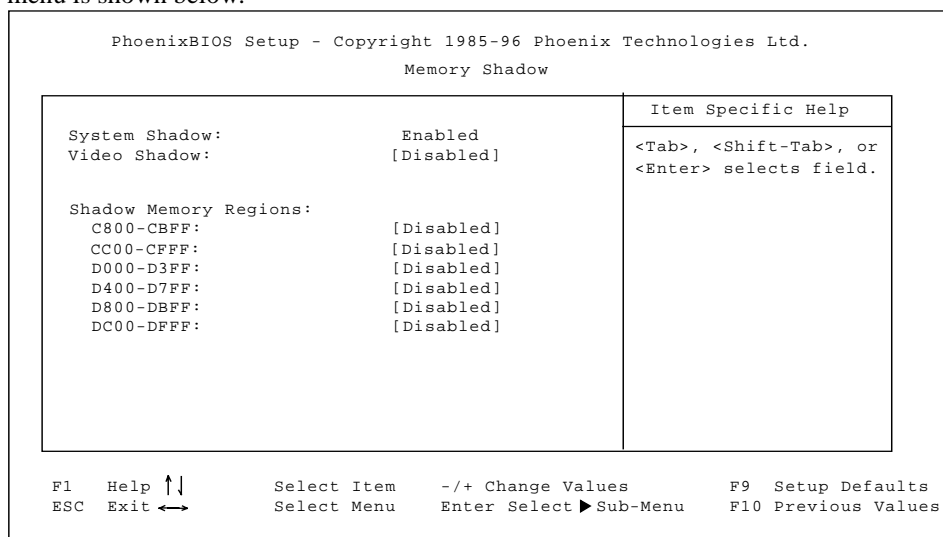 menu is shown below.
PhoenixBIOS Setup - Copyright 1985-96 Phoenix Technologies Ltd.
Memory Shadow
Item Specific Help
System Shadow: Enabled
Video Shadow: [Disabled]
<Tab>, <Shift-Tab>, or
<Enter> selects field.
Shadow Memory Regions:
C800-CBFF: [Disabled]
CC00-CFFF: [Disabled]
D000-D3FF: [Disabled]
D400-D7FF: [Disabled]
D800-DBFF: [Disabled]
DC00-DFFF: [Disabled]
F1 Help ↑↓ Select Item -/+ Change Values F9 Setup Defaults
ESC Exit ↔ Select Menu Enter Select ▶ Sub-Menu F10 Previous Values